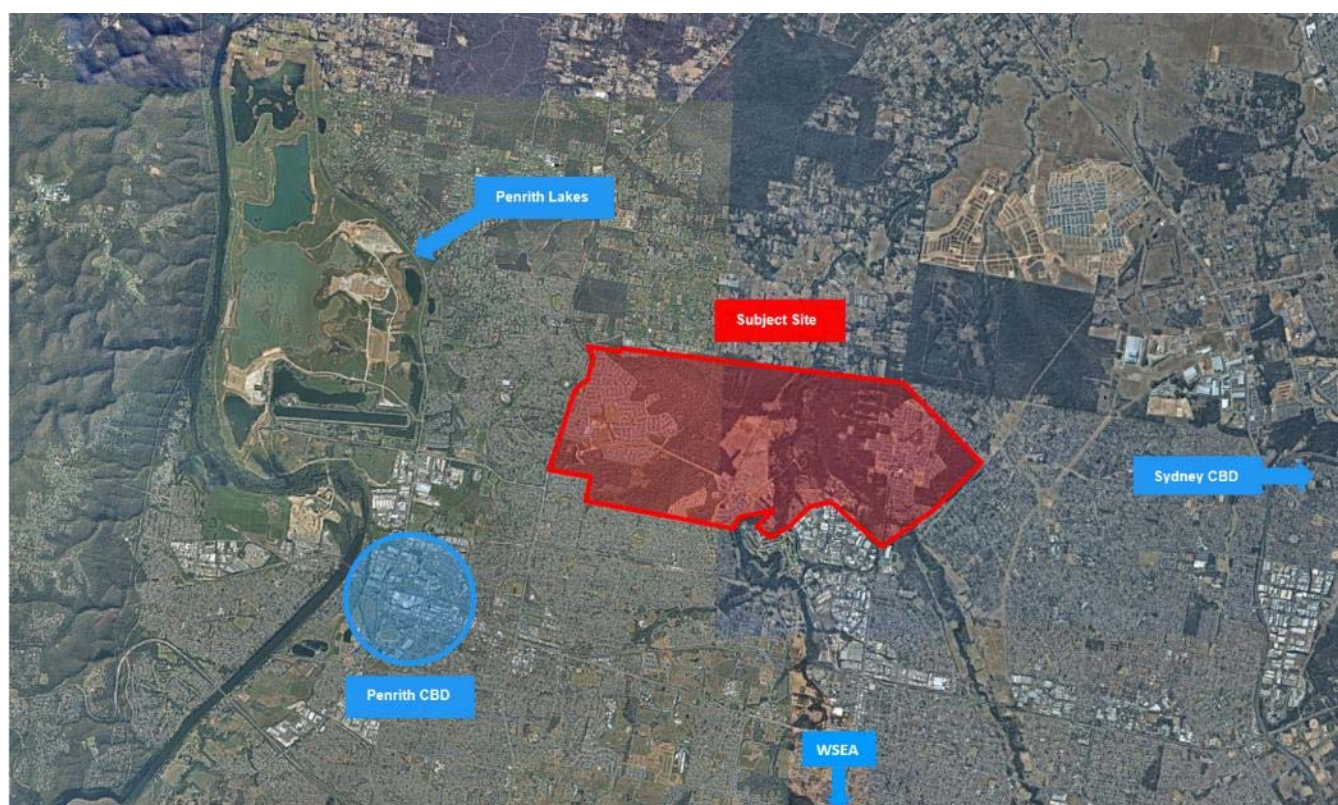 Penrith Lakes
Subject Site
Sydney CBD
Penrith CBD
WSEA